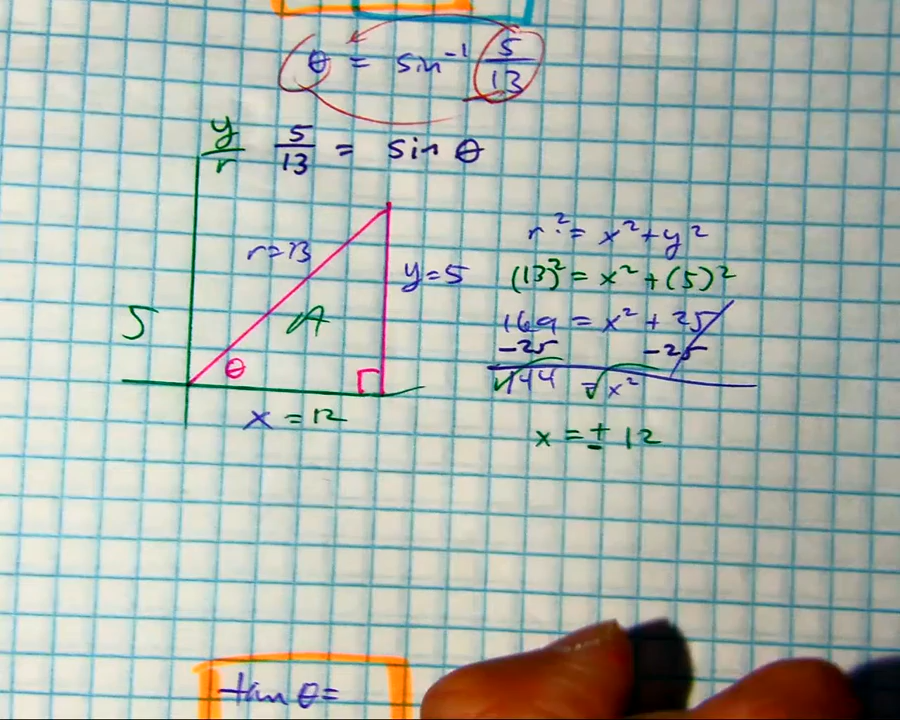 θ = sin⁻¹ 5/13
y/r 5/13 = sin θ
r=13
y=5
S
A
θ
x = 12
r² = x² + y²
(13)² = x² + (5)²
169 = x² + 25
-25 -25
√144 = √x²
x = ± 12
tan θ =